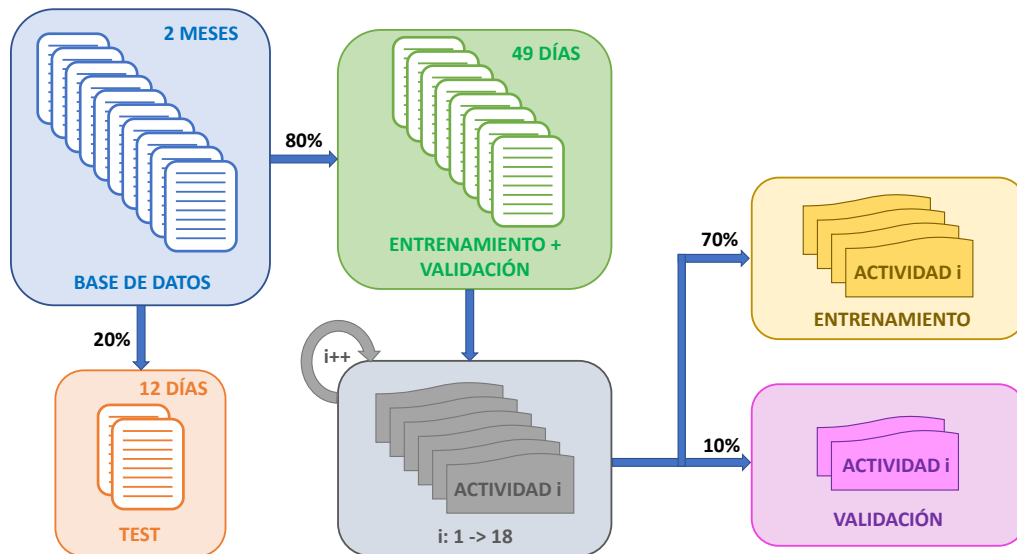 2 MESES
BASE DE DATOS
80%
49 DÍAS
ENTRENAMIENTO +
VALIDACIÓN
20%
12 DÍAS
TEST
i++
ACTIVIDAD i
i: 1 -> 18
70%
ACTIVIDAD i
ENTRENAMIENTO
10%
ACTIVIDAD i
VALIDACIÓN